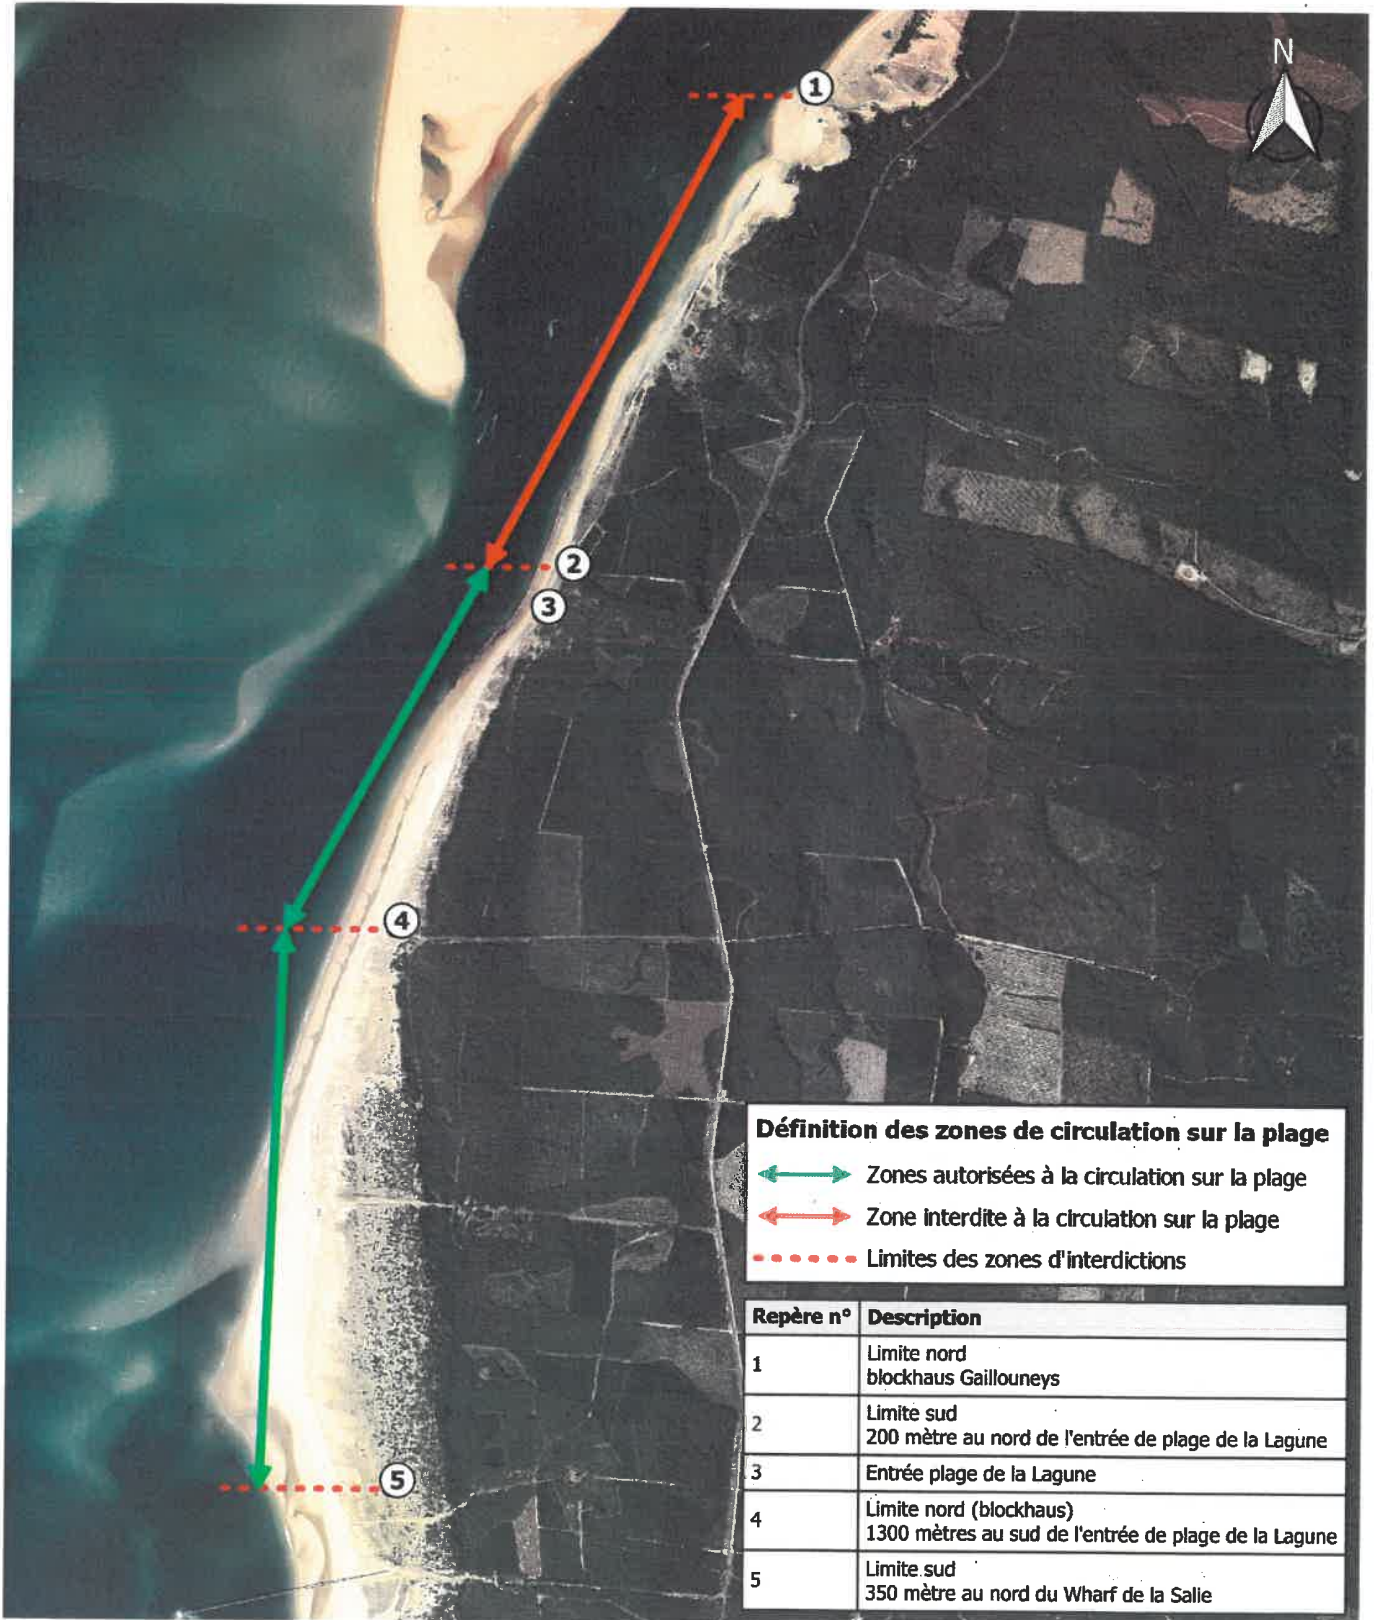 N
1
2
3
4
5
Définition des zones de circulation sur la plage
Zones autorisées à la circulation sur la plage
Zone interdite à la circulation sur la plage
Limites des zones d'interdictions
Repère n° Description
1 Limite nord
blockhaus Gaillouneys
2 Limite sud
200 mètre au nord de l'entrée de plage de la Lagune
3 Entrée plage de la Lagune
4 Limite nord (blockhaus)
1300 mètres au sud de l'entrée de plage de la Lagune
5 Limite sud
350 mètre au nord du Wharf de la Salie